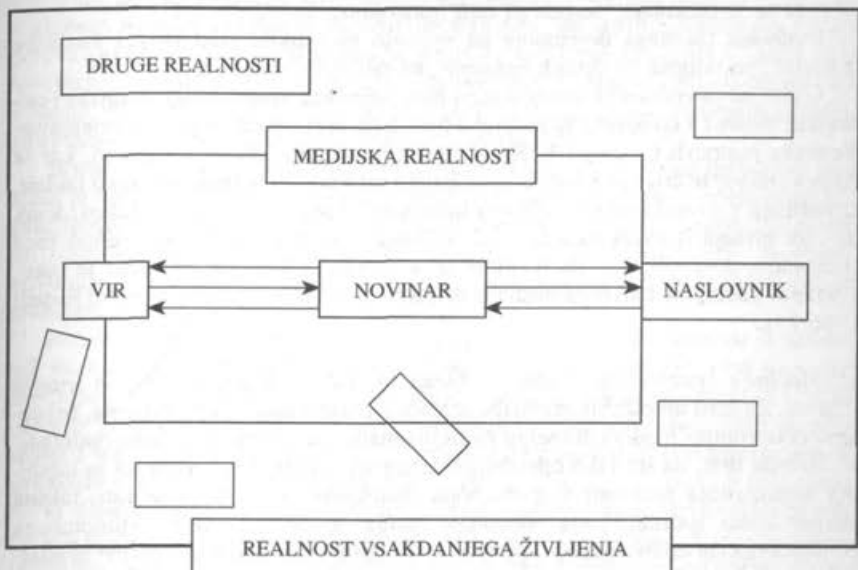 DRUGE REALNOSTI
MEDIJSKA REALNOST
VIR
NOVINAR
NASLOVNIK
REALNOST VSAKDANJEGA ŽIVLJENJA